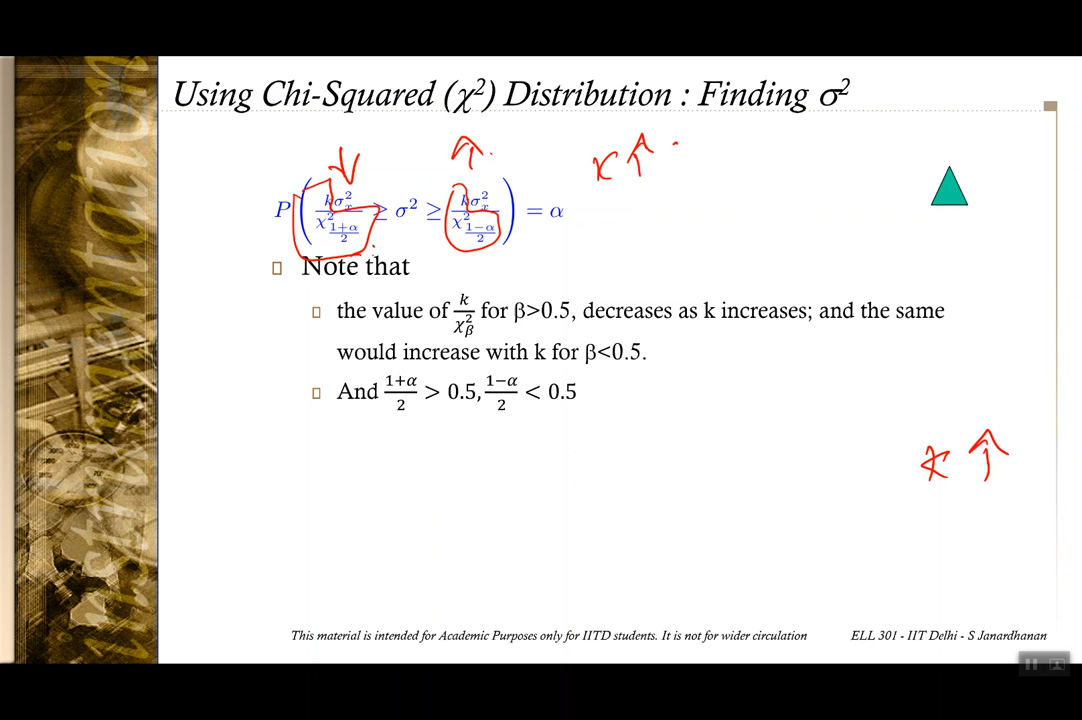 Using Chi-Squared (χ²) Distribution : Finding σ²
K ↑
P( kσₓ² / χ²_{(1+α)/2} ≥ σ² ≥ kσₓ² / χ²_{(1−α)/2} ) = α
Note that
the value of k/χ²_β for β>0.5, decreases as k increases; and the same
would increase with k for β<0.5.
And (1+α)/2 > 0.5, (1−α)/2 < 0.5
K ↑
This material is intended for Academic Purposes only for IITD students. It is not for wider circulation
ELL 301 - IIT Delhi - S Janardhanan
instrumentation